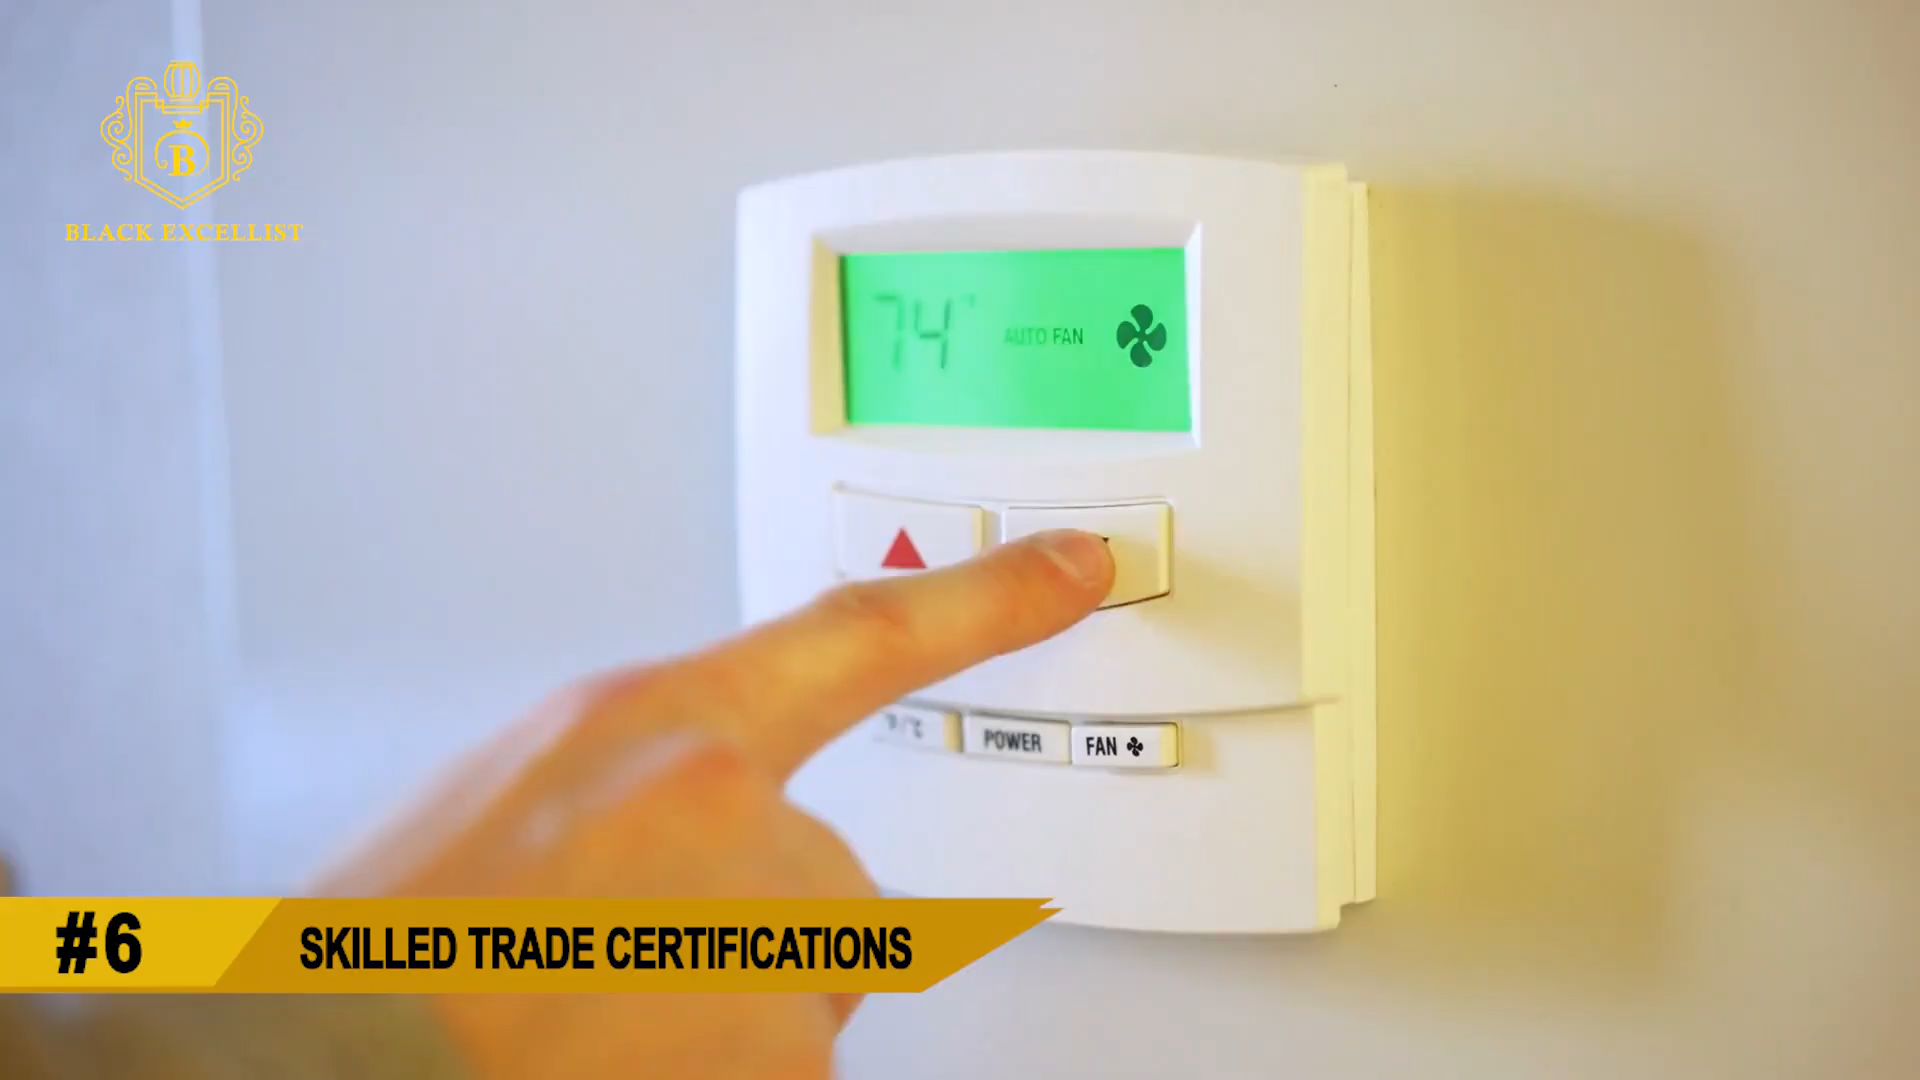 B
BLACK EXCELLIST
74°
AUTO FAN
°F/°C
POWER
FAN
#6
SKILLED TRADE CERTIFICATIONS